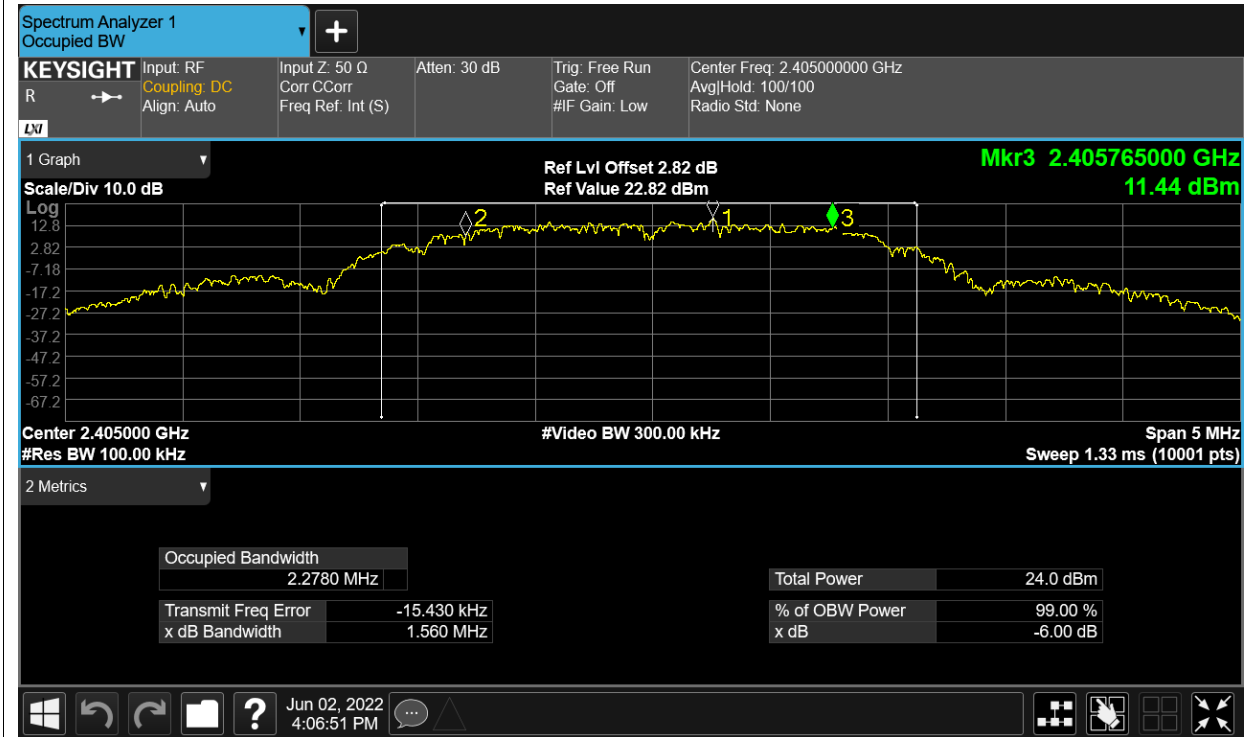 Spectrum Analyzer 1
Occupied BW
KEYSIGHT Input: RF Input Z: 50 Ω Atten: 30 dB Trig: Free Run Center Freq: 2.405000000 GHz
R Coupling: DC Corr CCorr Gate: Off Avg|Hold: 100/100
Align: Auto Freq Ref: Int (S) #IF Gain: Low Radio Std: None
LXI
1 Graph Ref Lvl Offset 2.82 dB Mkr3 2.405765000 GHz
Scale/Div 10.0 dB Ref Value 22.82 dBm 11.44 dBm
Log
12.8
2.82
-7.18
-17.2
-27.2
-37.2
-47.2
-57.2
-67.2
2 1 3
Center 2.405000 GHz #Video BW 300.00 kHz Span 5 MHz
#Res BW 100.00 kHz Sweep 1.33 ms (10001 pts)
2 Metrics
Occupied Bandwidth
2.2780 MHz Total Power 24.0 dBm
Transmit Freq Error -15.430 kHz % of OBW Power 99.00 %
x dB Bandwidth 1.560 MHz x dB -6.00 dB
? Jun 02, 2022
4:06:51 PM